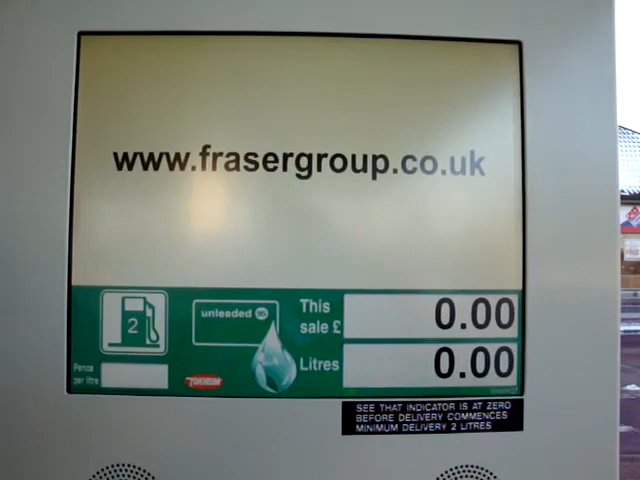 www.frasergroup.co.uk
2
unleaded 95
This sale £
0.00
Litres
0.00
Pence per litre
TOKHEIM
SEE THAT INDICATOR IS AT ZERO
BEFORE DELIVERY COMMENCES
MINIMUM DELIVERY 2 LITRES